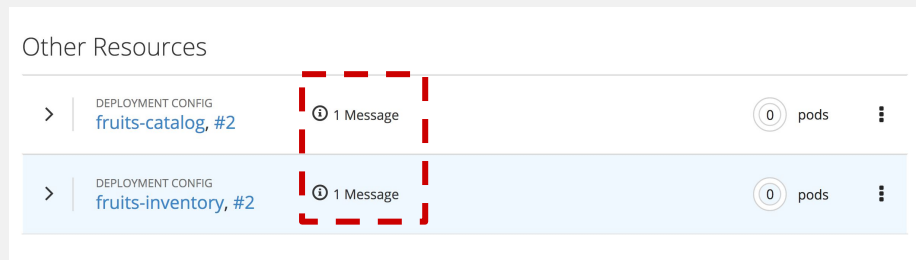 Other Resources
DEPLOYMENT CONFIG
fruits-catalog, #2
1 Message
0 pods
DEPLOYMENT CONFIG
fruits-inventory, #2
1 Message
0 pods